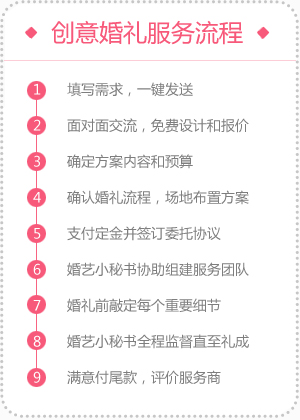 创意婚礼服务流程
1 填写需求，一键发送
2 面对面交流，免费设计和报价
3 确定方案内容和预算
4 确认婚礼流程，场地布置方案
5 支付定金并签订委托协议
6 婚艺小秘书协助组建服务团队
7 婚礼前敲定每个重要细节
8 婚艺小秘书全程监督直至礼成
9 满意付尾款，评价服务商